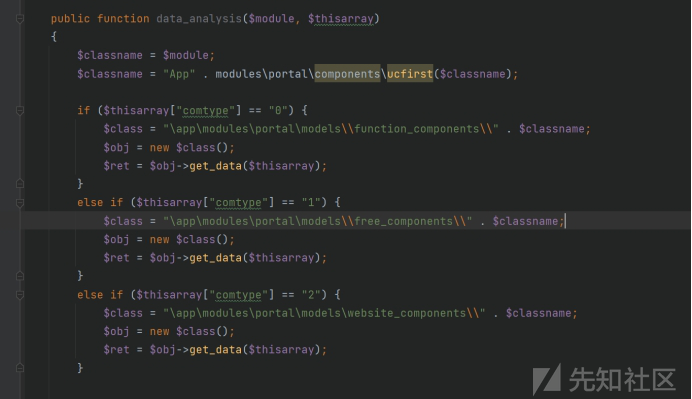 public function data_analysis($module, $thisarray)
{
$classname = $module;
$classname = "App" . modules\portal\components\ucfirst($classname);
if ($thisarray["comtype"] == "0") {
$class = "\app\modules\portal\models\\function_components\\" . $classname;
$obj = new $class();
$ret = $obj->get_data($thisarray);
}
else if ($thisarray["comtype"] == "1") {
$class = "\app\modules\portal\models\\free_components\\" . $classname;
$obj = new $class();
$ret = $obj->get_data($thisarray);
}
else if ($thisarray["comtype"] == "2") {
$class = "\app\modules\portal\models\website_components\\" . $classname;
$obj = new $class();
$ret = $obj->get_data($thisarray);
}
先知社区